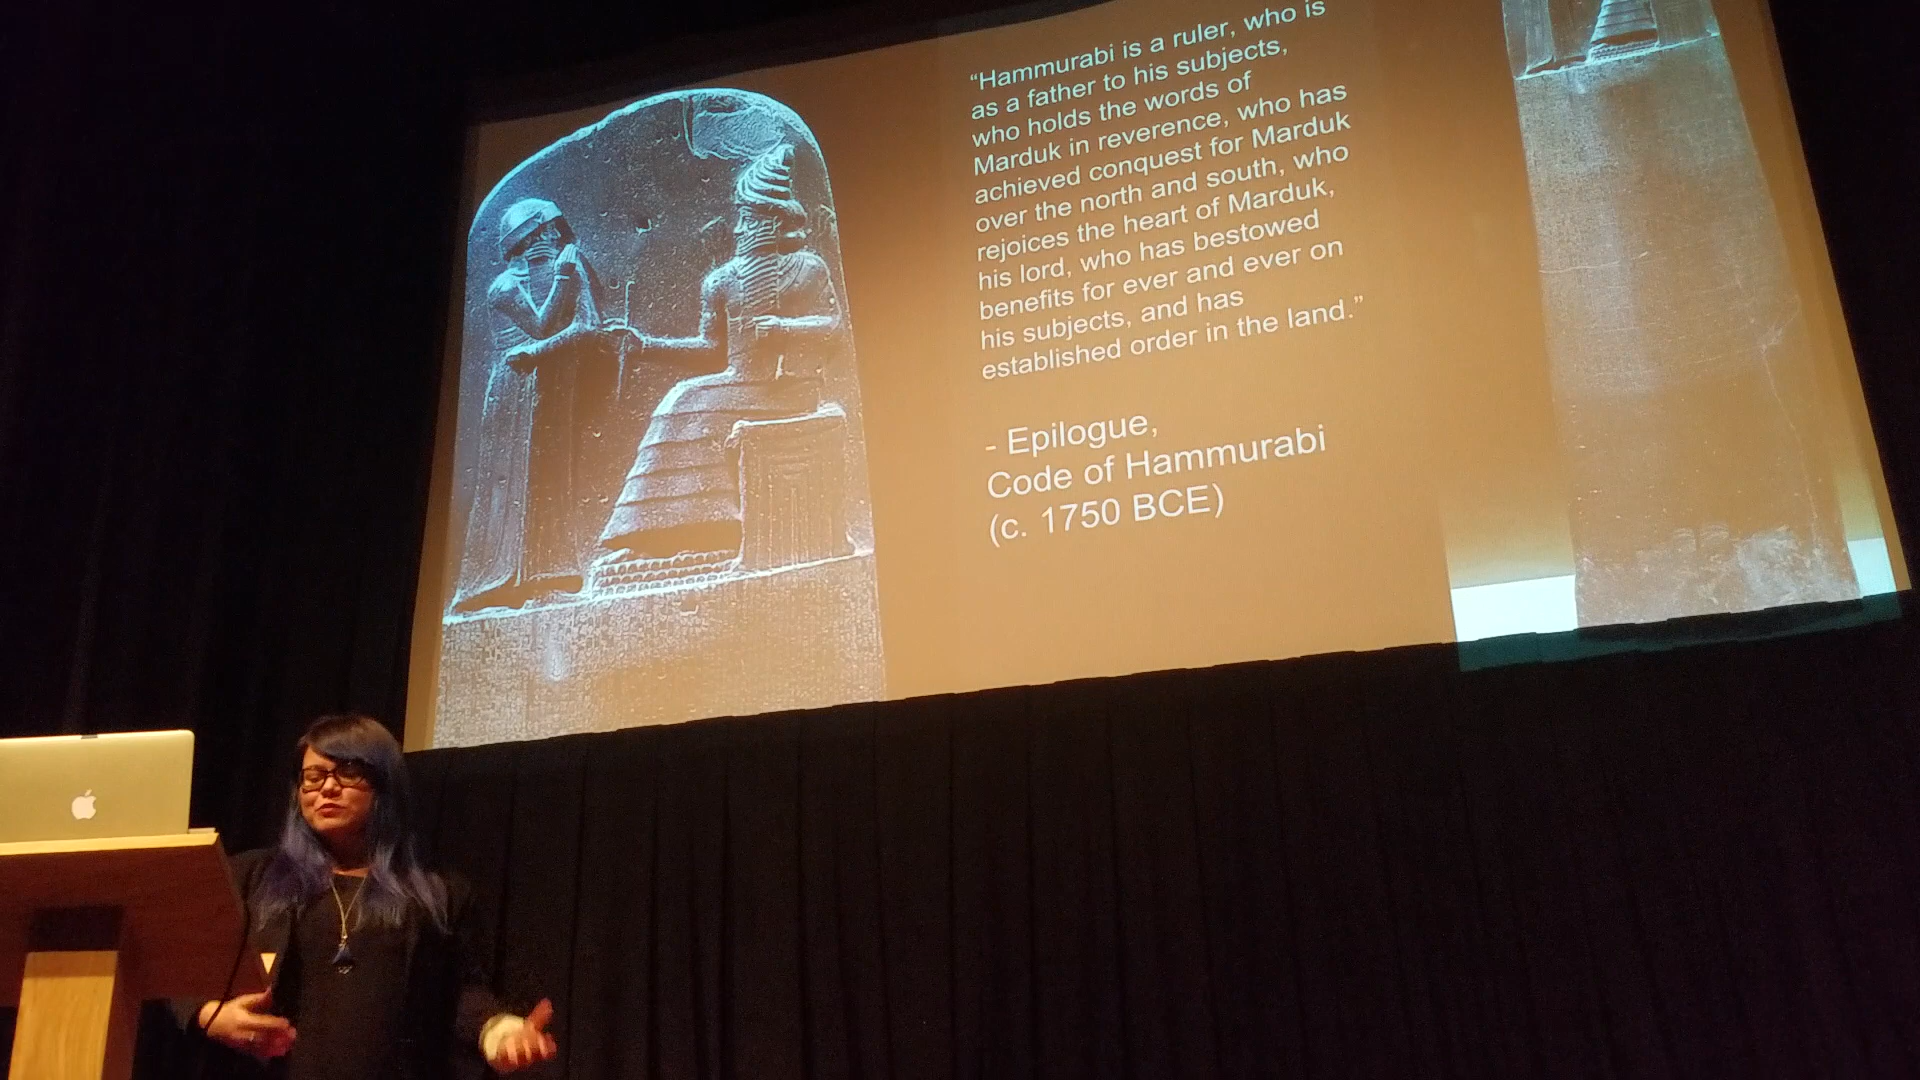 “Hammurabi is a ruler, who is
as a father to his subjects,
who holds the words of
Marduk in reverence, who has
achieved conquest for Marduk
over the north and south, who
rejoices the heart of Marduk,
his lord, who has bestowed
benefits for ever and ever on
his subjects, and has
established order in the land.”
- Epilogue,
Code of Hammurabi
(c. 1750 BCE)